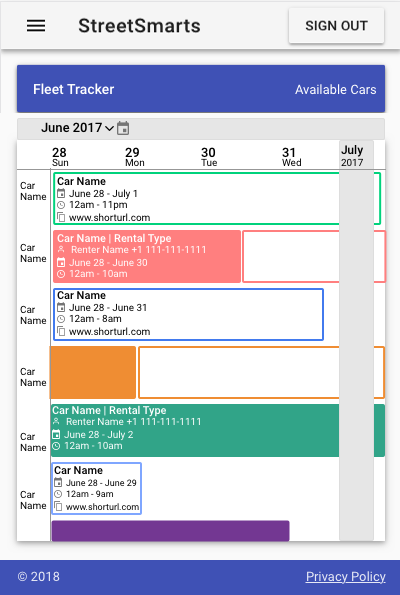 StreetSmarts
SIGN OUT
Fleet Tracker
Available Cars
June 2017
28 29 30 31 July
Sun Mon Tue Wed 2017
Car Name
Car Name
June 28 - July 1
12am - 11pm
www.shorturl.com
Car Name
Car Name | Rental Type
Renter Name +1 111-111-1111
June 28 - June 30
12am - 10am
Car Name
Car Name
June 28 - June 31
12am - 8am
www.shorturl.com
Car Name
Car Name
Car Name | Rental Type
Renter Name +1 111-111-1111
June 28 - July 2
12am - 10am
Car Name
Car Name
June 28 - June 29
12am - 9am
www.shorturl.com
© 2018
Privacy Policy